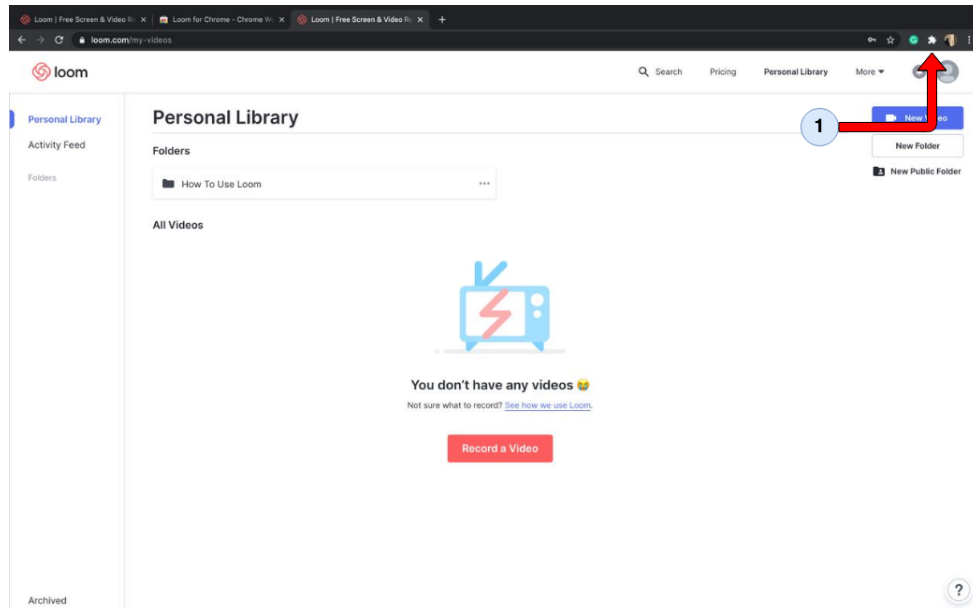 Loom | Free Screen & Video Re
Loom for Chrome - Chrome We
Loom | Free Screen & Video Re
loom.com/my-videos
loom
Search
Pricing
Personal Library
More
Personal Library
Activity Feed
Folders
Personal Library
1
New Video
New Folder
New Public Folder
Folders
How To Use Loom
All Videos
You don't have any videos 😂
Not sure what to record? See how we use Loom.
Record a Video
Archived
?